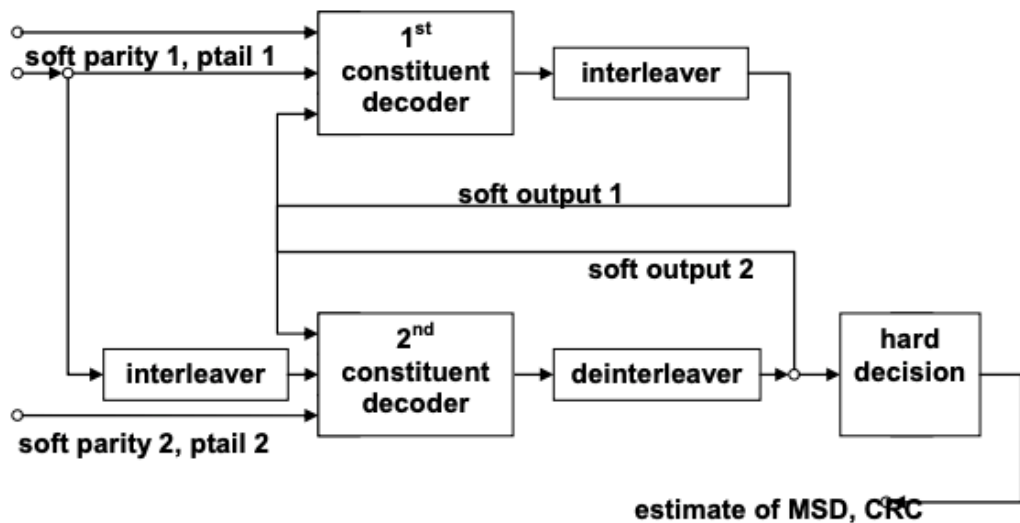 1st
constituent
decoder
soft parity 1, ptail 1
interleaver
soft output 1
soft output 2
2nd
constituent
decoder
interleaver
deinterleaver
hard
decision
soft parity 2, ptail 2
estimate of MSD, CRC